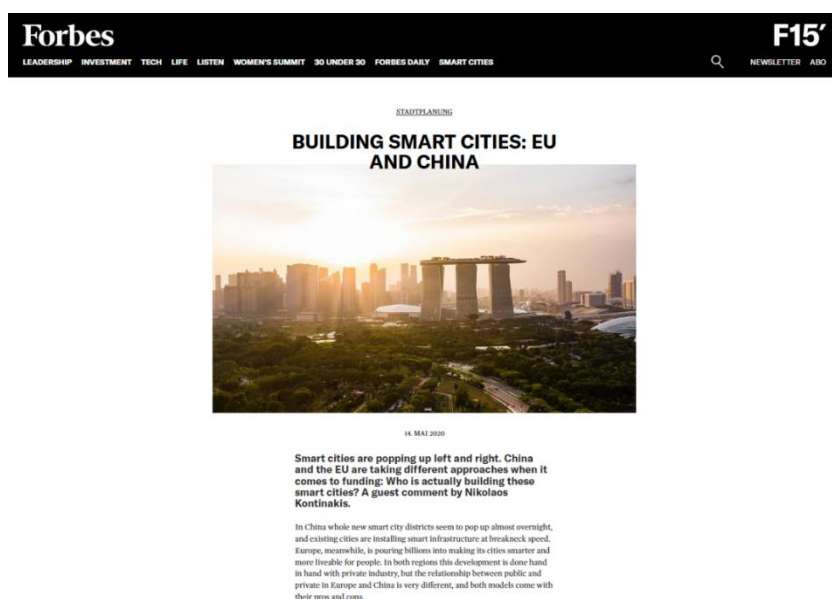 Forbes
F15′
LEADERSHIP INVESTMENT TECH LIFE LISTEN WOMEN'S SUMMIT 30 UNDER 30 FORBES DAILY SMART CITIES
NEWSLETTER ABO
STADTPLANUNG
BUILDING SMART CITIES: EU
AND CHINA
14. MAI 2020
Smart cities are popping up left and right. China
and the EU are taking different approaches when it
comes to funding: Who is actually building these
smart cities? A guest comment by Nikolaos
Kontinakis.
In China whole new smart city districts seem to pop up almost overnight,
and existing cities are installing smart infrastructure at breakneck speed.
Europe, meanwhile, is pouring billions into making its cities smarter and
more liveable for people. In both regions this development is done hand
in hand with private industry, but the relationship between public and
private in Europe and China is very different, and both models come with
their pros and cons.